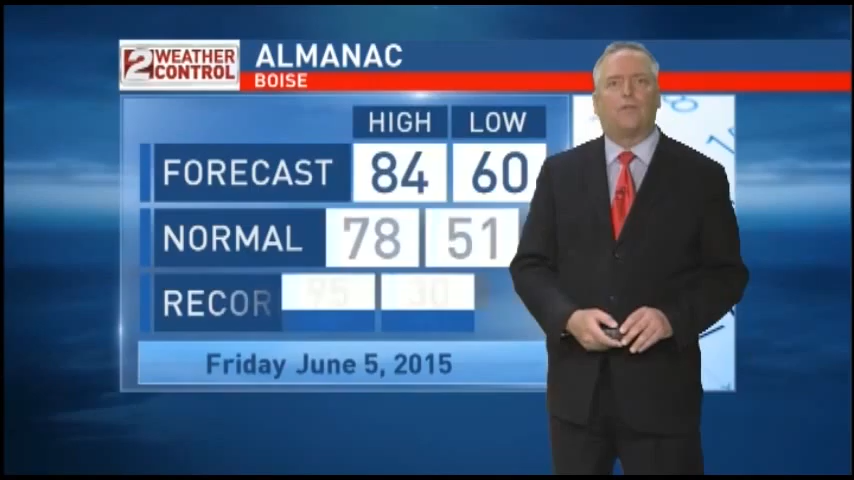 2 WEATHER CONTROL
ALMANAC
BOISE
HIGH LOW
FORECAST 84 60
NORMAL 78 51
RECOR 95 30
Friday June 5, 2015